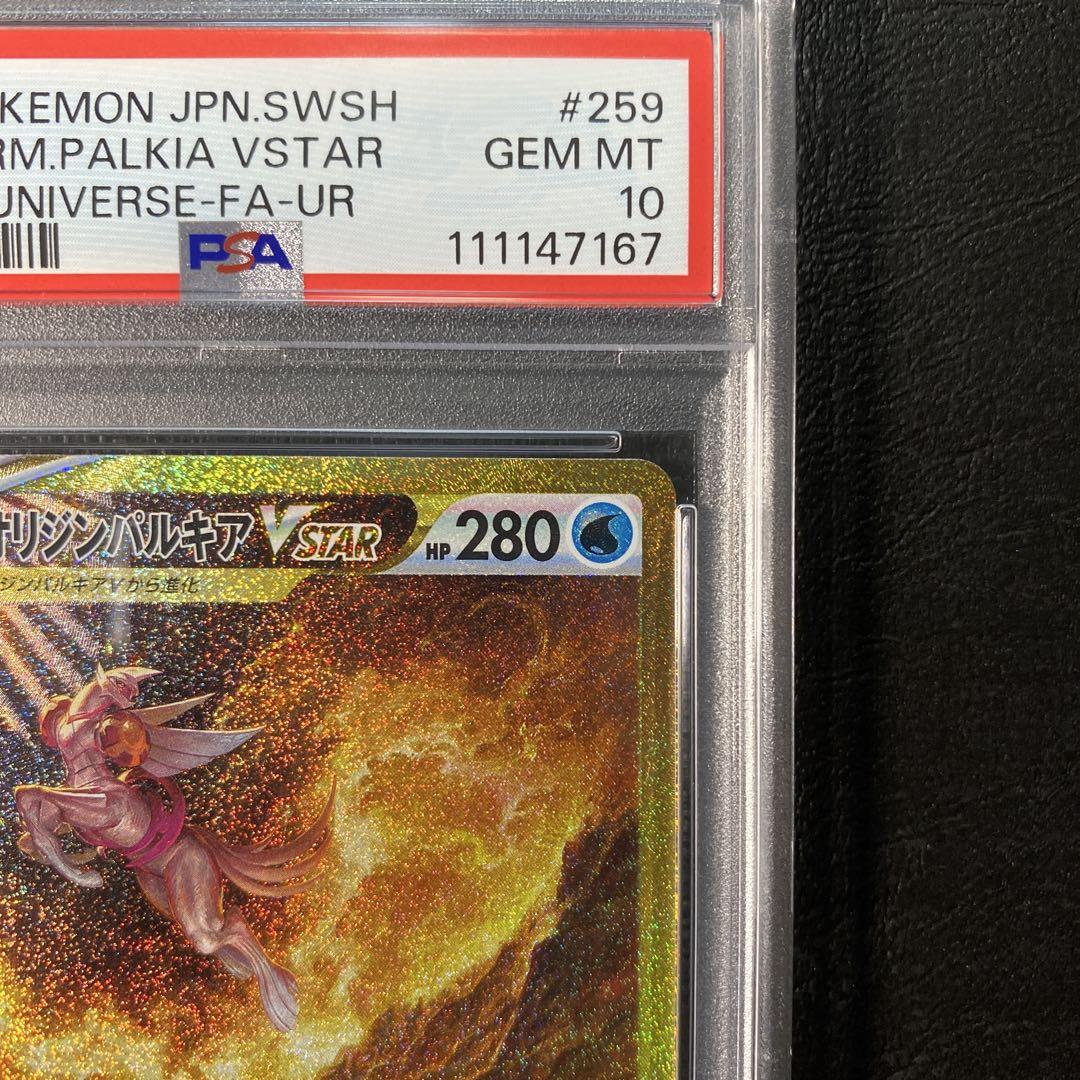 KEMON JPN.SWSH #259
RM.PALKIA VSTAR GEM MT
UNIVERSE-FA-UR 10
PSA 111147167
オリジンパルキア VSTAR HP 280
ジンパルキアVから進化